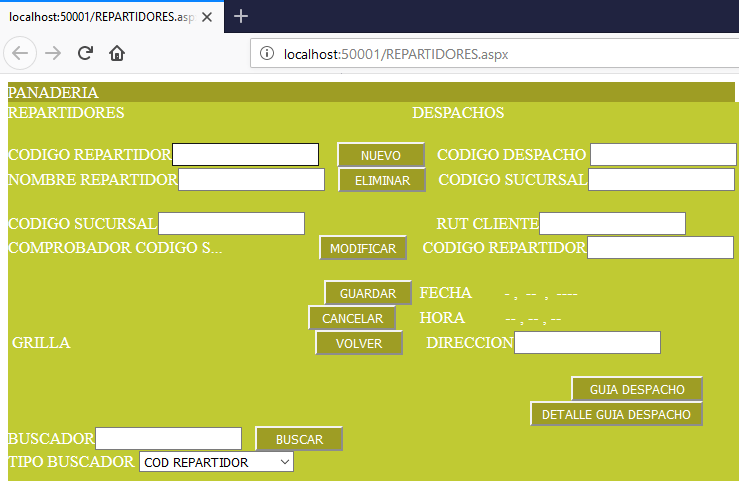 localhost:50001/REPARTIDORES.asp
localhost:50001/REPARTIDORES.aspx
PANADERIA
REPARTIDORES DESPACHOS
CODIGO REPARTIDOR NUEVO CODIGO DESPACHO
NOMBRE REPARTIDOR ELIMINAR CODIGO SUCURSAL
CODIGO SUCURSAL RUT CLIENTE
COMPROBADOR CODIGO S... MODIFICAR CODIGO REPARTIDOR
GUARDAR FECHA - , -- , ----
CANCELAR HORA -- , -- , --
GRILLA VOLVER DIRECCION
GUIA DESPACHO
DETALLE GUIA DESPACHO
BUSCADOR BUSCAR
TIPO BUSCADOR COD REPARTIDOR